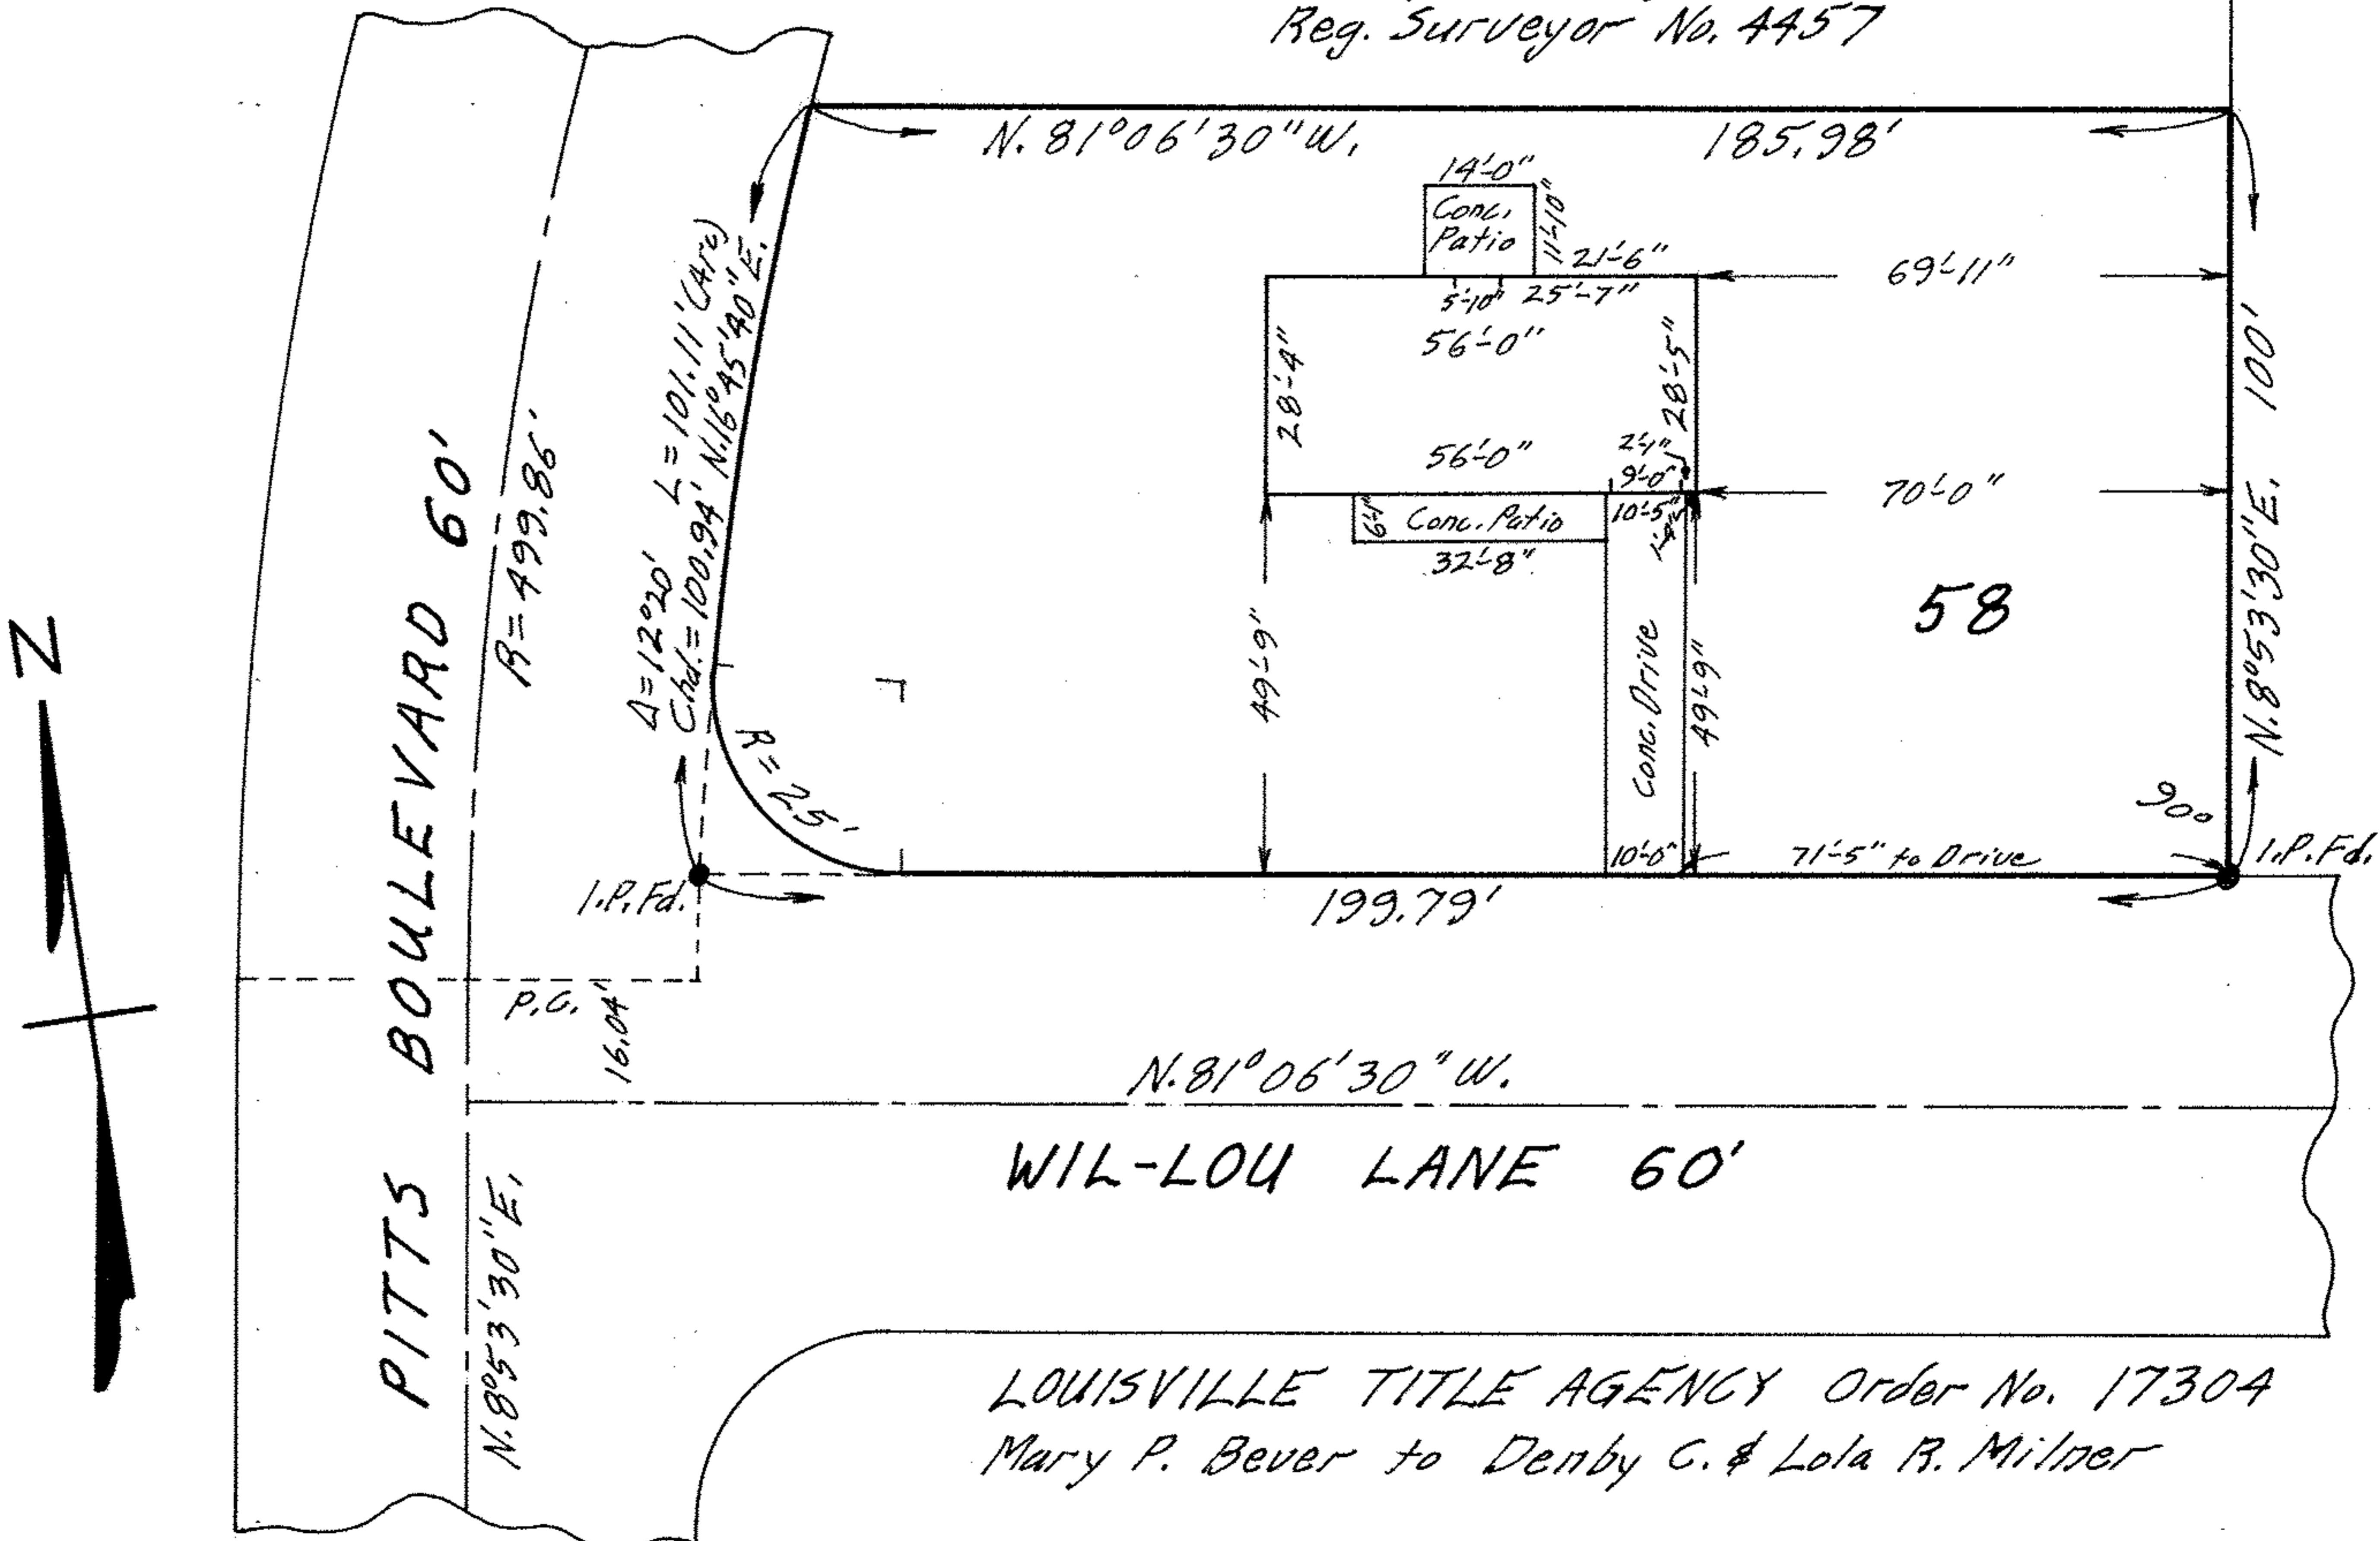 Reg. Surveyor No. 4457
N. 81°06'30" W.
185.98'
14'-0"
Conc.
Patio
11'-10"
21'-6"
5'-10"
25'-7"
56'-0"
28'-4"
28'-5"
69'-11"
100'
N.8°53'30"E.
56'-0"
2'-1"
9'-0"
70'-0"
6'-1"
Conc. Patio
10'-5"
32'-8"
58
49'-9"
Conc. Drive
49'-9"
10'-0"
71'-5" to Drive
90°
I.P.Fd.
199.79'
I.P.Fd.
R = 25'
Δ = 12°20'
L = 101.11' (Arc)
Chd. = 100.94'
N.16°45'40"E.
R = 499.86'
PITTS BOULEVARD 60'
N
P.C.
16.04'
N.8°53'30"E.
N.81°06'30"W.
WIL-LOU LANE 60'
LOUISVILLE TITLE AGENCY Order No. 17304
Mary P. Bever to Denby C. & Lola R. Milner